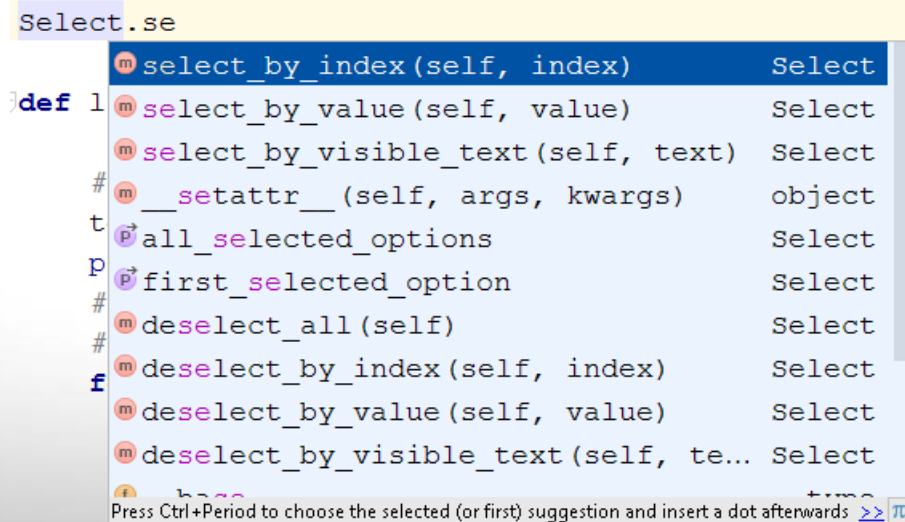 Select.se
select_by_index(self, index) Select
def l select_by_value(self, value) Select
select_by_visible_text(self, text) Select
# __setattr__(self, args, kwargs) object
t all_selected_options Select
p first_selected_option Select
# deselect_all(self) Select
# deselect_by_index(self, index) Select
f deselect_by_value(self, value) Select
deselect_by_visible_text(self, te... Select
Press Ctrl+Period to choose the selected (or first) suggestion and insert a dot afterwards >> π